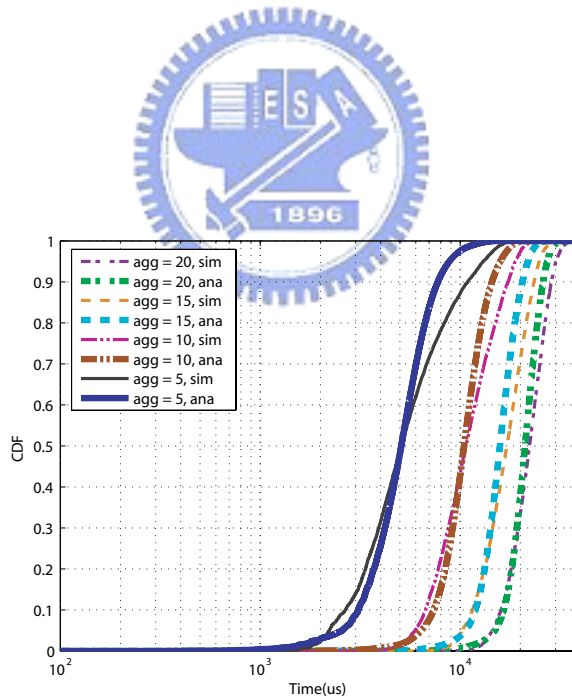 E S A
1896
1
0.9
0.8
0.7
0.6
0.5
0.4
0.3
0.2
0.1
0
CDF
agg = 20, sim
agg = 20, ana
agg = 15, sim
agg = 15, ana
agg = 10, sim
agg = 10, ana
agg = 5, sim
agg = 5, ana
10² 10³ 10⁴
Time(us)